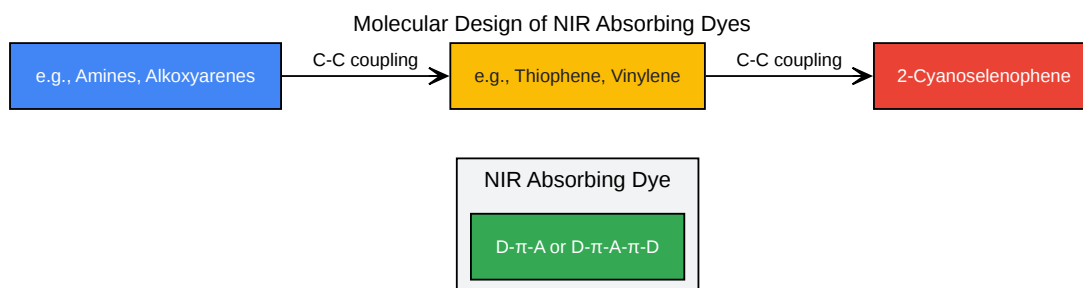 Molecular Design of NIR Absorbing Dyes
e.g., Amines, Alkoxyarenes
C-C coupling
e.g., Thiophene, Vinylene
C-C coupling
2-Cyanoselenophene
NIR Absorbing Dye
D-π-A or D-π-A-π-D